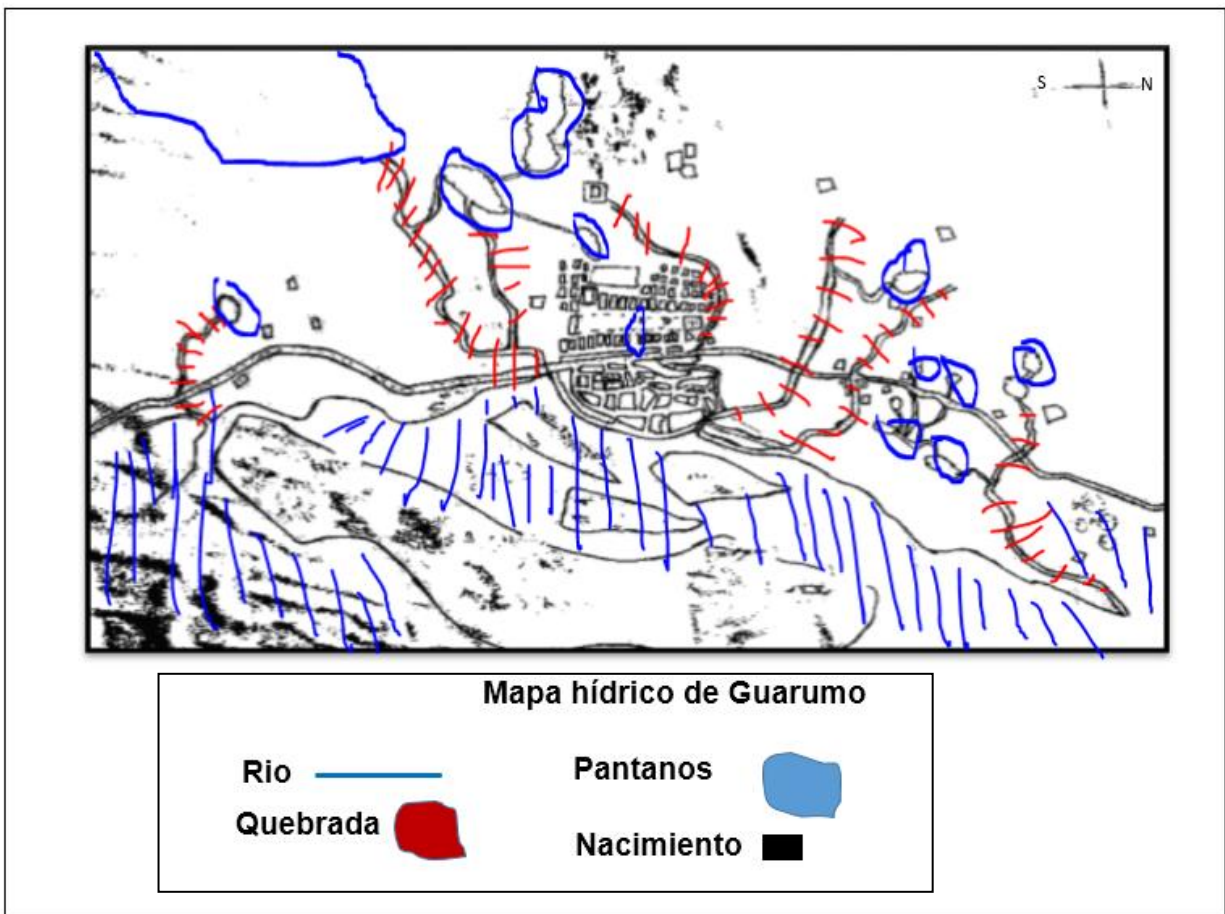 S N
Mapa hídrico de Guarumo
Rio
Pantanos
Quebrada
Nacimiento